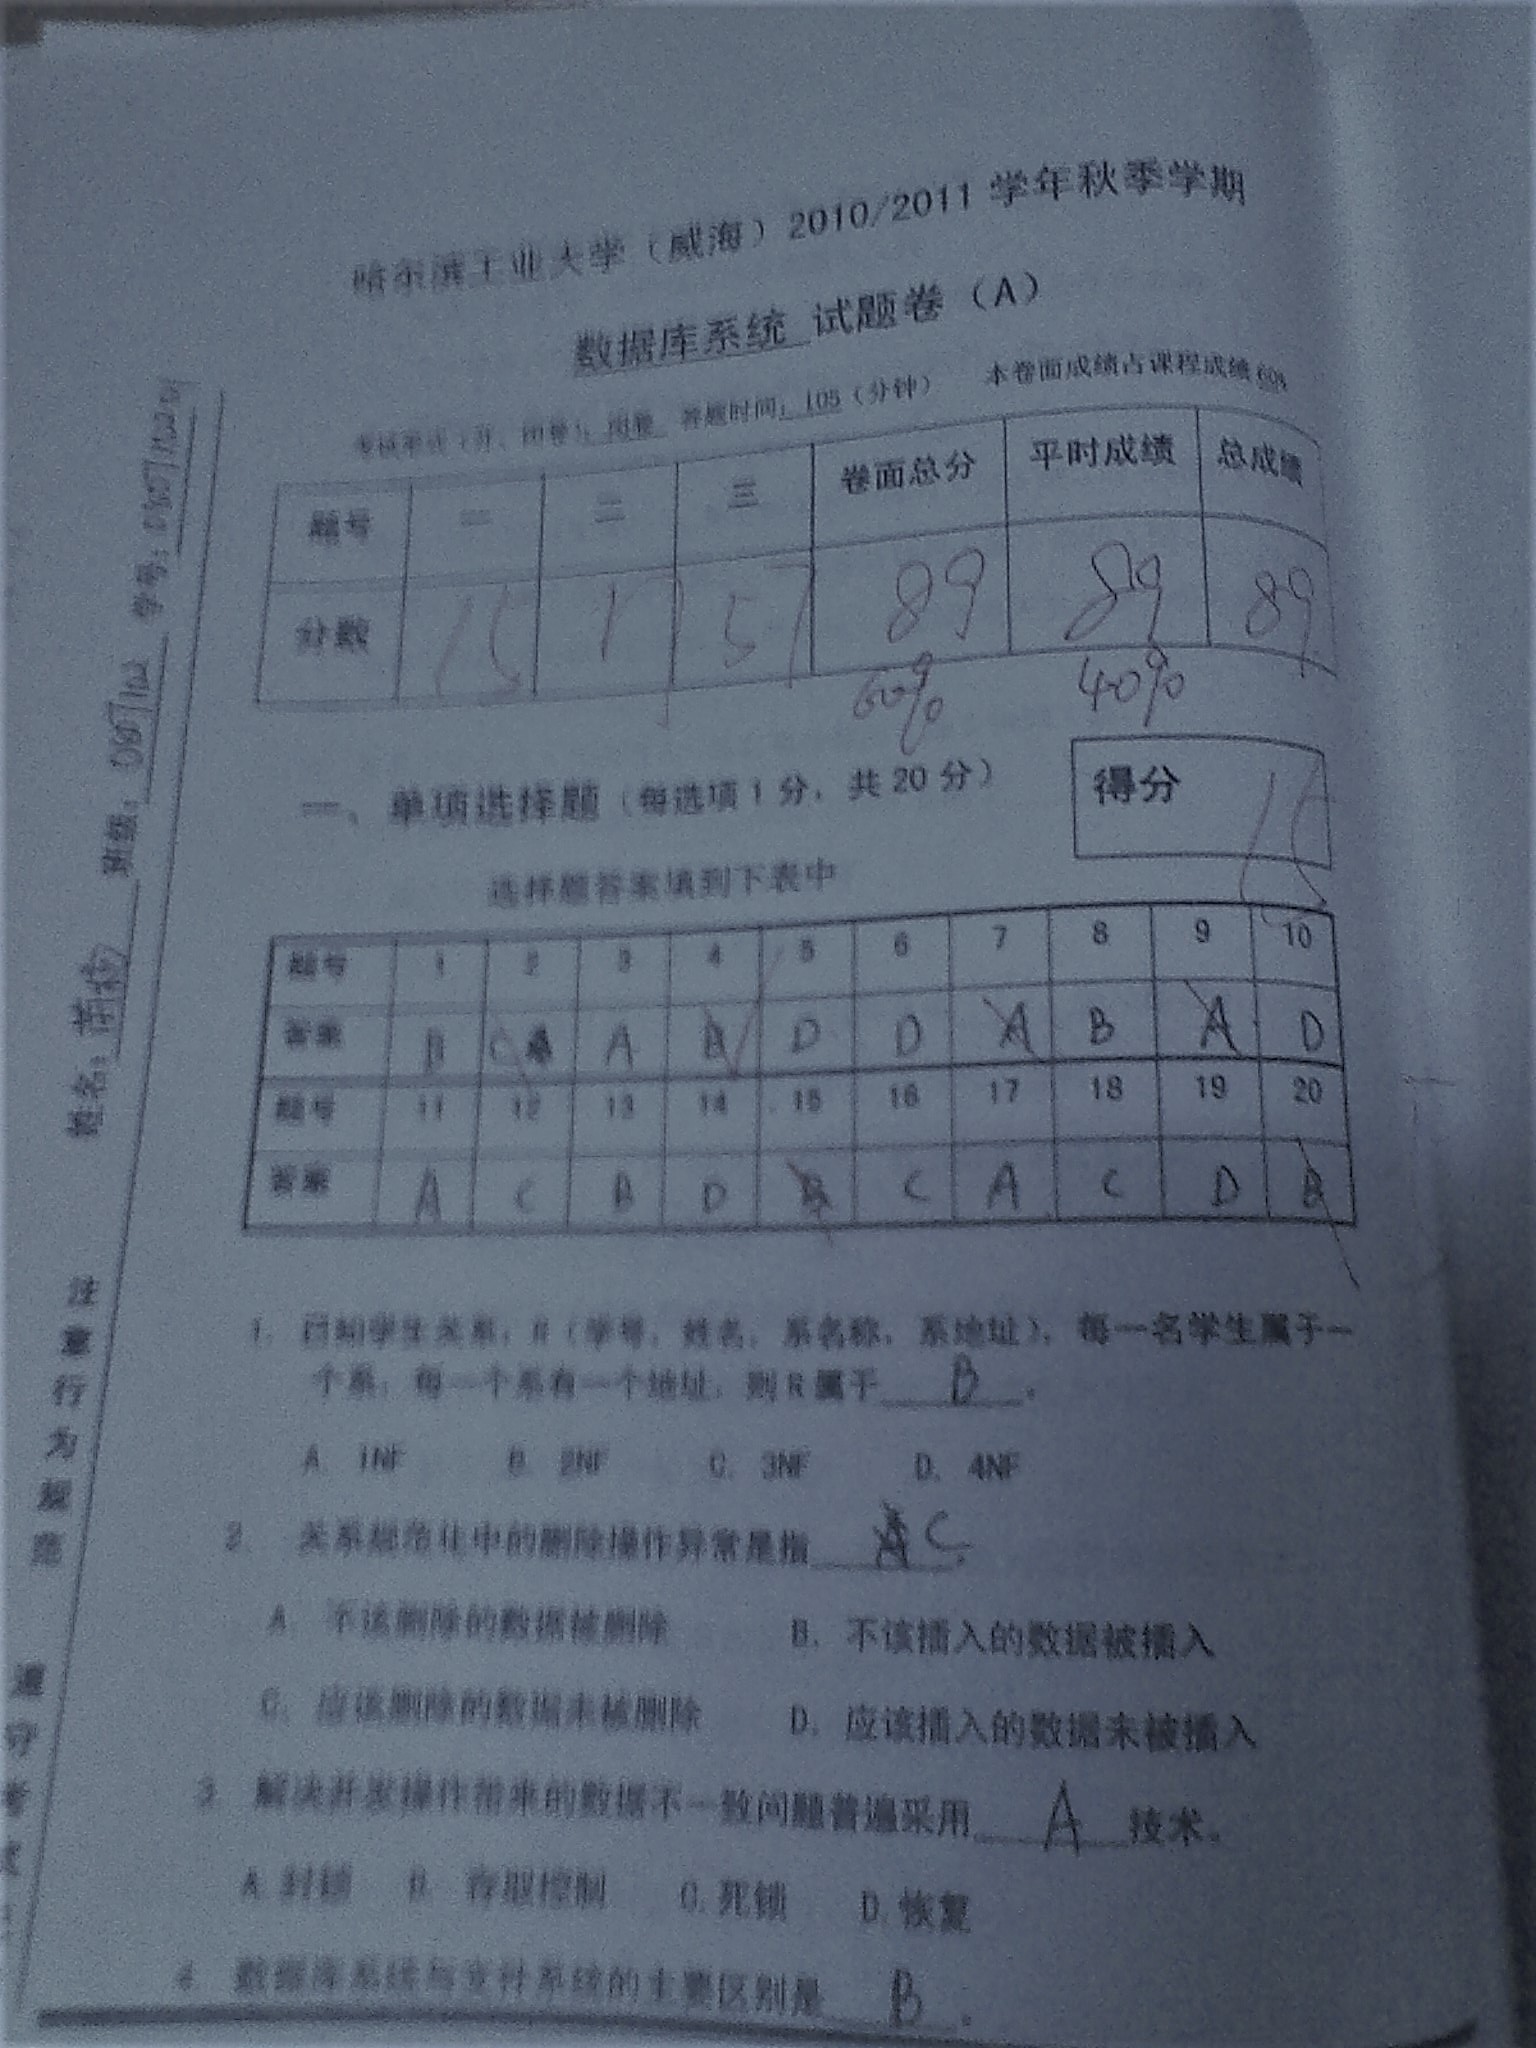 哈尔滨工业大学（威海）2010/2011 学年秋季学期
数据库系统 试题卷（A）
考试形式（开、闭卷）：闭卷 答题时间：105（分钟） 本卷面成绩占课程成绩60%
题号 一 二 三 卷面总分 平时成绩 总成绩
分数 15 17 57 89 89 89
60% 40%
一、单项选择题（每选项1分，共20分）
得分 15
选择题答案填到下表中
题号 1 2 3 4 5 6 7 8 9 10
答案 B C A B D D A B A D
题号 11 12 13 14 15 16 17 18 19 20
答案 A C B D B C A C D B
1. 已知学生关系：R（学号，姓名，系名称，系地址），每一名学生属于一
个系，每一个系有一个地址，则R属于 B 。
A. 1NF B. 2NF C. 3NF D. 4NF
2. 关系规范化中的删除操作异常是指 A C
A. 不该删除的数据被删除 B. 不该插入的数据被插入
C. 应该删除的数据未被删除 D. 应该插入的数据未被插入
3. 解决并发操作带来的数据不一致问题普遍采用 A 技术。
A.封锁 B. 存取控制 C.死锁 D.恢复
4. 数据库系统与文件系统的主要区别是 B 。
姓名： 班级：087102 学号：
注意行为规范
遵守考